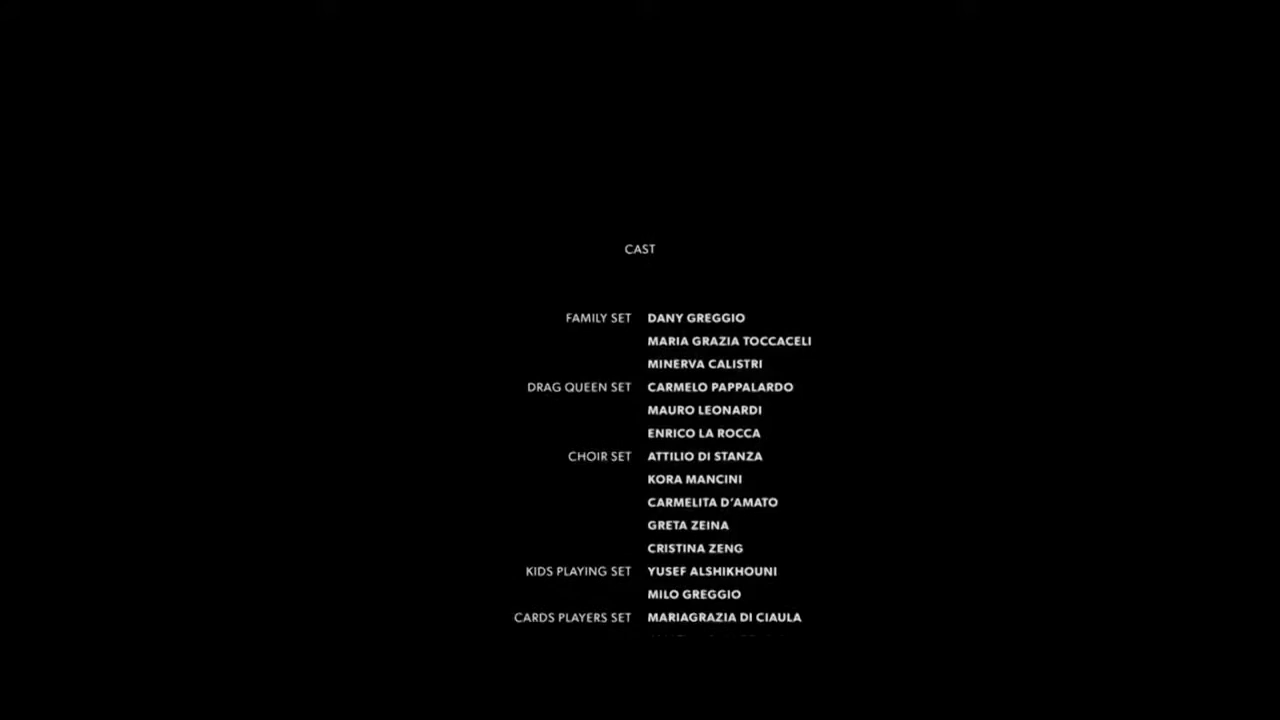 CAST
FAMILY SET DANY GREGGIO
MARIA GRAZIA TOCCACELI
MINERVA CALISTRI
DRAG QUEEN SET CARMELO PAPPALARDO
MAURO LEONARDI
ENRICO LA ROCCA
CHOIR SET ATTILIO DI STANZA
KORA MANCINI
CARMELITA D'AMATO
GRETA ZEINA
CRISTINA ZENG
KIDS PLAYING SET YUSEF ALSHIKHOUNI
MILO GREGGIO
CARDS PLAYERS SET MARIAGRAZIA DI CIAULA